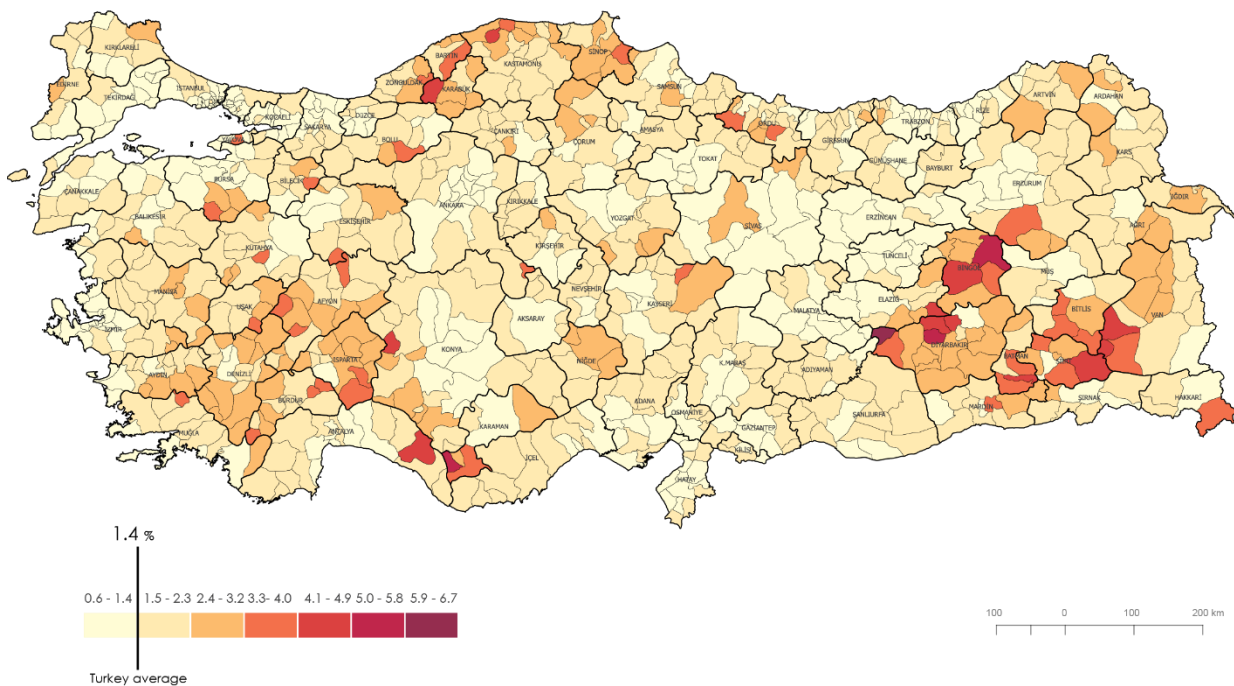 KIRKLARELİ
EDİRNE
TEKİRDAĞ
İSTANBUL
KOCAELİ
SAKARYA
DÜZCE
ZONGULDAK
BARTIN
KARABÜK
KASTAMONU
SİNOP
SAMSUN
ORDU
GİRESUN
TRABZON
RİZE
ARTVİN
ARDAHAN
BOLU
ÇANKIRI
ÇORUM
AMASYA
TOKAT
GÜMÜŞHANE
BAYBURT
KARS
ÇANAKKALE
BURSA
BİLECİK
BALIKESİR
ESKİŞEHİR
ANKARA
KIRIKKALE
YOZGAT
SİVAS
ERZİNCAN
ERZURUM
IĞDIR
AĞRI
KÜTAHYA
KIRŞEHİR
TUNCELİ
BİNGÖL
MUŞ
MANİSA
UŞAK
AFYON
NEVŞEHİR
KAYSERİ
ELAZIĞ
BİTLİS
VAN
İZMİR
AKSARAY
MALATYA
KONYA
DİYARBAKIR
BATMAN
AYDIN
DENİZLİ
ISPARTA
NİĞDE
K.MARAŞ
ADIYAMAN
MUĞLA
BURDUR
ANTALYA
KARAMAN
ADANA
OSMANİYE
GAZİANTEP
ŞANLIURFA
MARDİN
ŞIRNAK
HAKKARİ
İÇEL
KİLİS
HATAY
1.4 %
0.6 - 1.4 1.5 - 2.3 2.4 - 3.2 3.3- 4.0 4.1 - 4.9 5.0 - 5.8 5.9 - 6.7
Turkey average
100 0 100 200 km